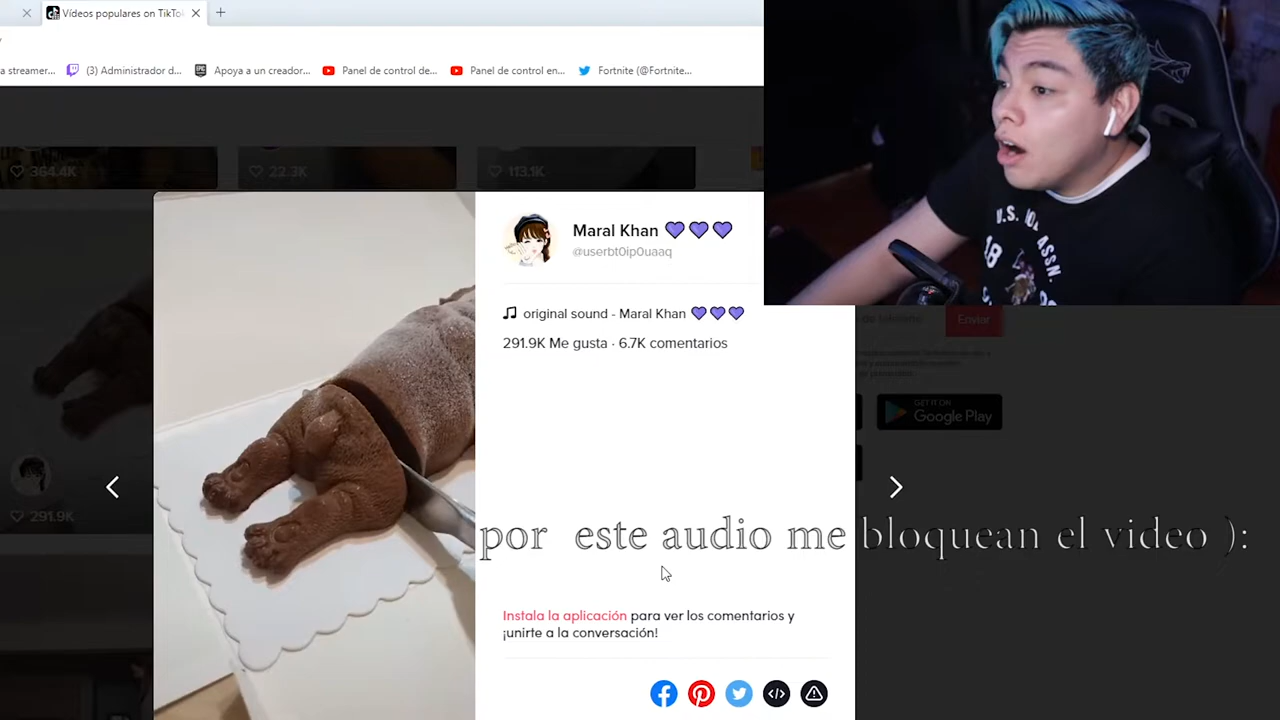 Vídeos populares en TikTo
a streamer...
(3) Administrador d...
Apoya a un creador...
Panel de control de...
Panel de control en...
Fortnite (@Fortnite...
364.4K
22.3K
113.1K
Maral Khan 💜💜💜
@userbt0ip0uaaq
original sound - Maral Khan 💜💜💜
291.9K Me gusta · 6.7K comentarios
Enviar
GET IT ON
Google Play
U.S.
ASSN.
18
291.9K
por este audio me bloquean el video ):
Instala la aplicación para ver los comentarios y
¡unirte a la conversación!